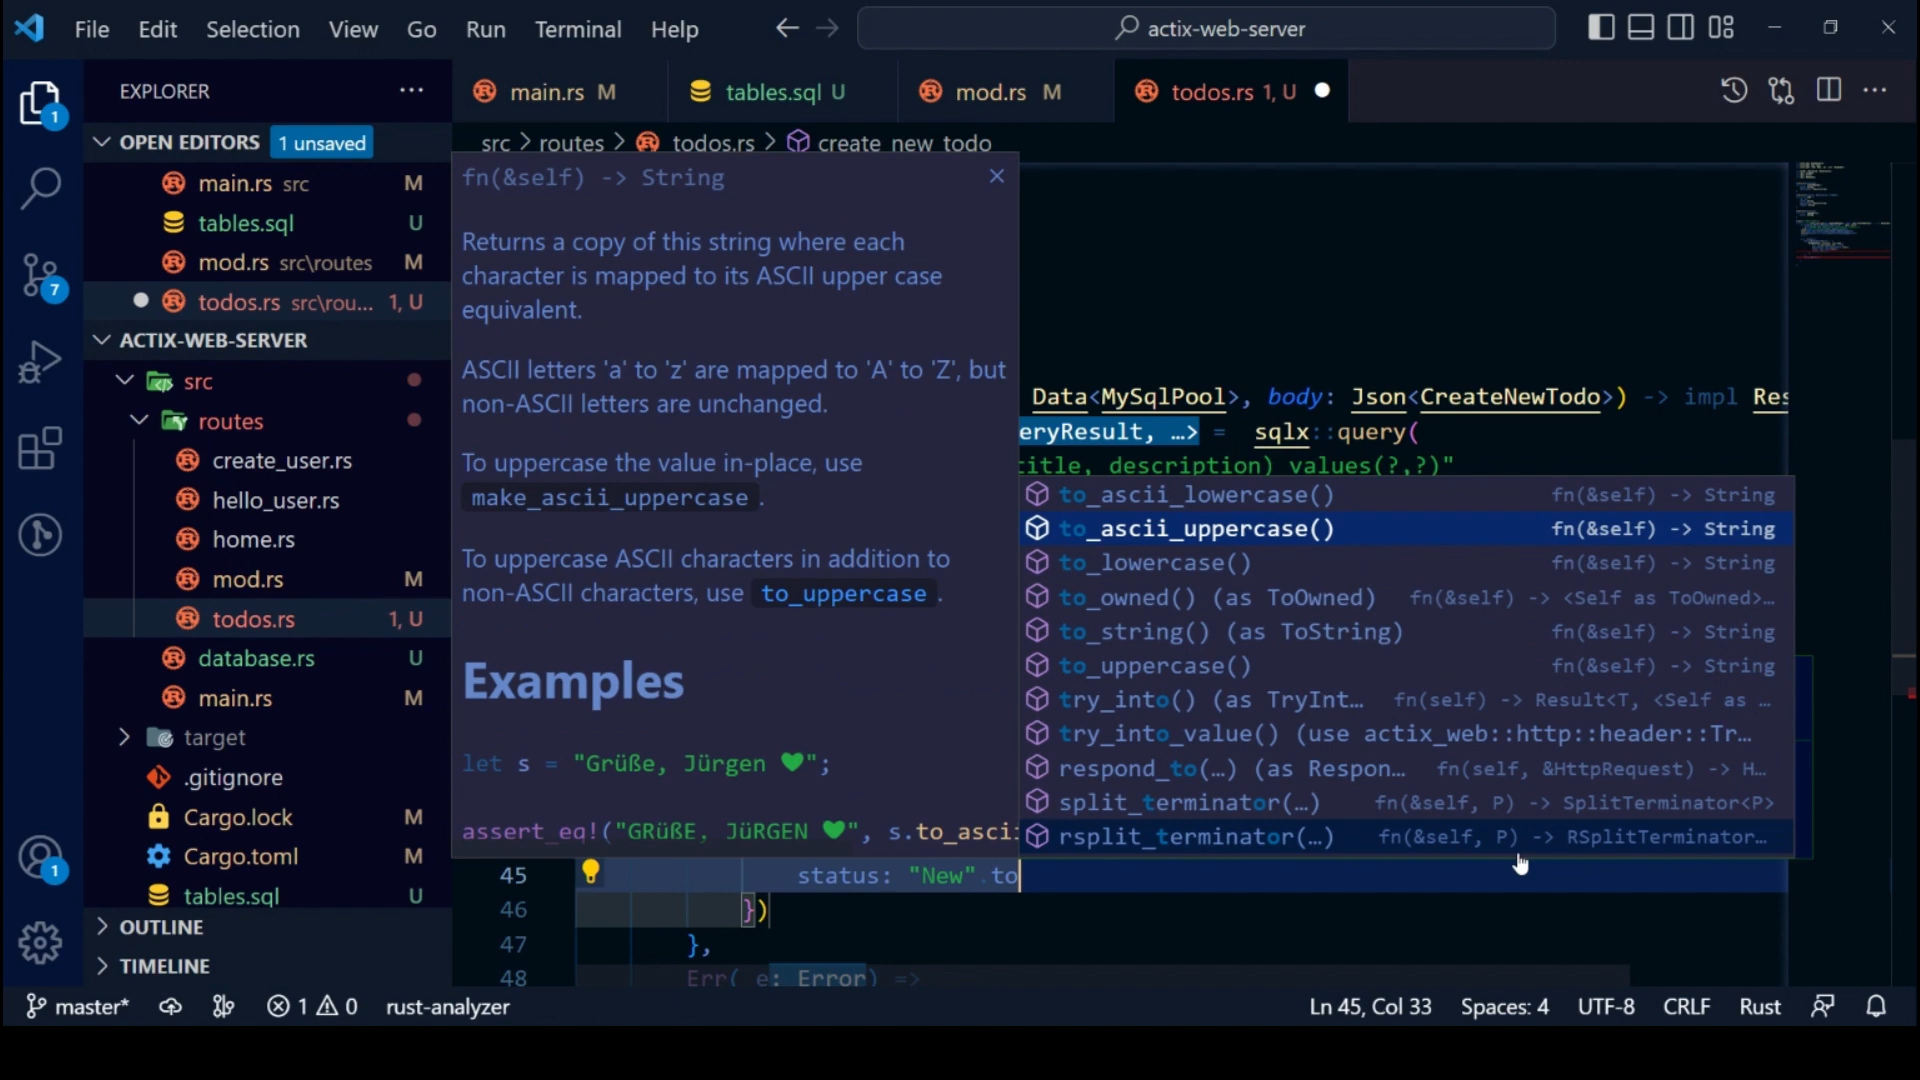 File Edit Selection View Go Run Terminal Help
actix-web-server
EXPLORER
main.rs M
tables.sql U
mod.rs M
todos.rs 1, U
OPEN EDITORS 1 unsaved
main.rs src M
tables.sql U
mod.rs src\routes M
todos.rs src\rou... 1, U
ACTIX-WEB-SERVER
src
routes
create_user.rs
hello_user.rs
home.rs
mod.rs M
todos.rs 1, U
database.rs U
main.rs M
target
.gitignore
Cargo.lock M
Cargo.toml M
tables.sql U
OUTLINE
TIMELINE
1
7
1
src > routes > todos.rs > create_new_todo
fn(&self) -> String
Returns a copy of this string where each
character is mapped to its ASCII upper case
equivalent.
ASCII letters 'a' to 'z' are mapped to 'A' to 'Z', but
non-ASCII letters are unchanged.
To uppercase the value in-place, use
make_ascii_uppercase .
To uppercase ASCII characters in addition to
non-ASCII characters, use to_uppercase .
Examples
let s = "Grüße, Jürgen 💚";
assert_eq!("GRüßE, JüRGEN 💚", s.to_asci
Data<MySqlPool>, body: Json<CreateNewTodo>) -> impl Res
eryResult, …> = sqlx::query(
title, description) values(?,?)"
to_ascii_lowercase() fn(&self) -> String
to_ascii_uppercase() fn(&self) -> String
to_lowercase() fn(&self) -> String
to_owned() (as ToOwned) fn(&self) -> <Self as ToOwned>…
to_string() (as ToString) fn(&self) -> String
to_uppercase() fn(&self) -> String
try_into() (as TryInt… fn(self) -> Result<T, <Self as …
try_into_value() (use actix_web::http::header::Tr…
respond_to(…) (as Respon… fn(self, &HttpRequest) -> H…
split_terminator(…) fn(&self, P) -> SplitTerminator<P>
rsplit_terminator(…) fn(&self, P) -> RSplitTerminator…
45 status: "New".to
46 })
47 },
48 Err( e: Error) =>
master* 1 0 rust-analyzer Ln 45, Col 33 Spaces: 4 UTF-8 CRLF Rust